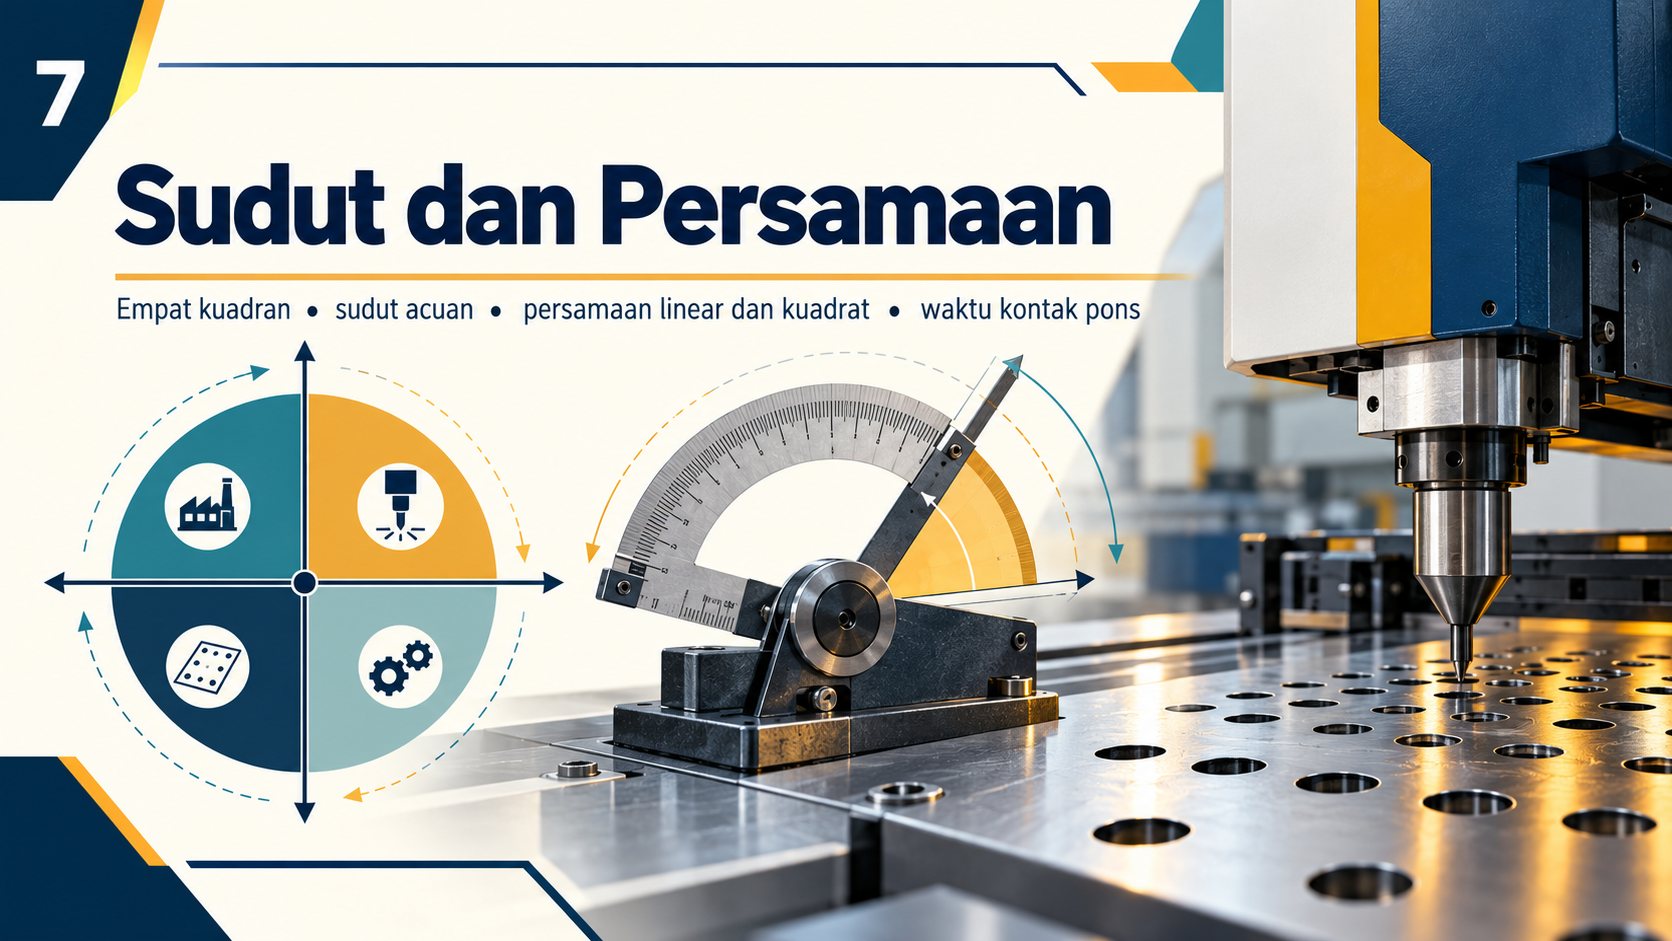 7
Sudut dan Persamaan
Empat kuadran • sudut acuan • persamaan linear dan kuadrat • waktu kontak pons